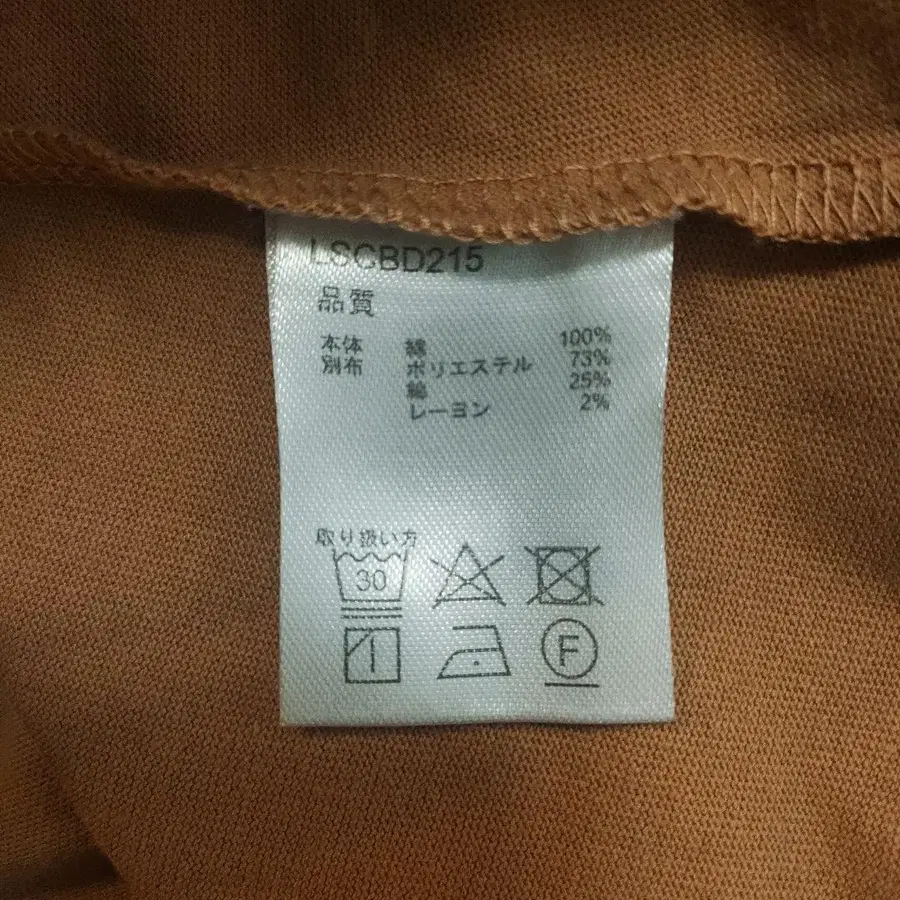 LSCBD215
品質
本体 綿 100%
別布 ポリエステル 73%
綿 25%
レーヨン 2%
取り扱い方
30
F